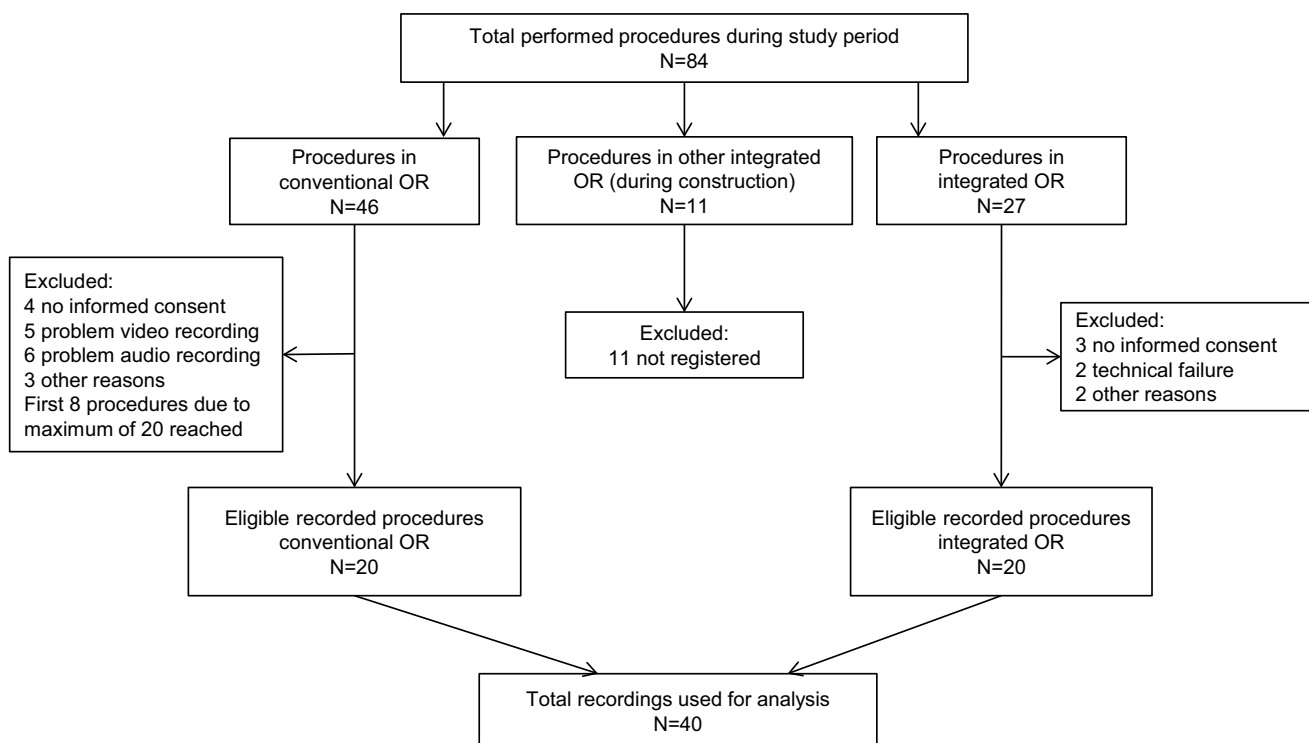 Total performed procedures during study period
N=84
Procedures in
conventional OR
N=46
Procedures in other integrated
OR (during construction)
N=11
Procedures in
integrated OR
N=27
Excluded:
4 no informed consent
5 problem video recording
6 problem audio recording
3 other reasons
First 8 procedures due to
maximum of 20 reached
Excluded:
11 not registered
Excluded:
3 no informed consent
2 technical failure
2 other reasons
Eligible recorded procedures
conventional OR
N=20
Eligible recorded procedures
integrated OR
N=20
Total recordings used for analysis
N=40